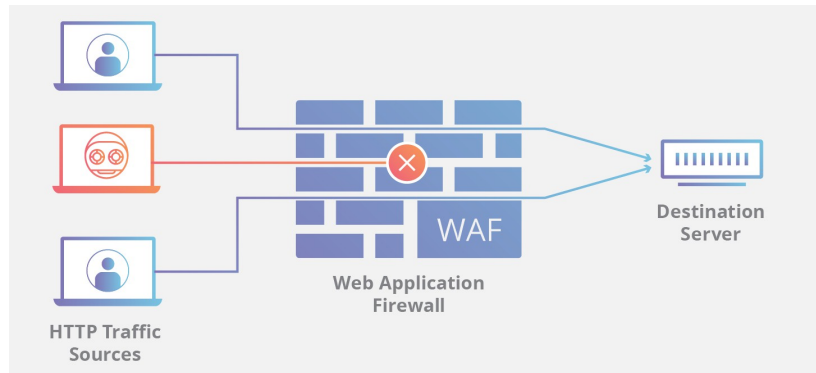 WAF
Destination
Server
Web Application
Firewall
HTTP Traffic
Sources